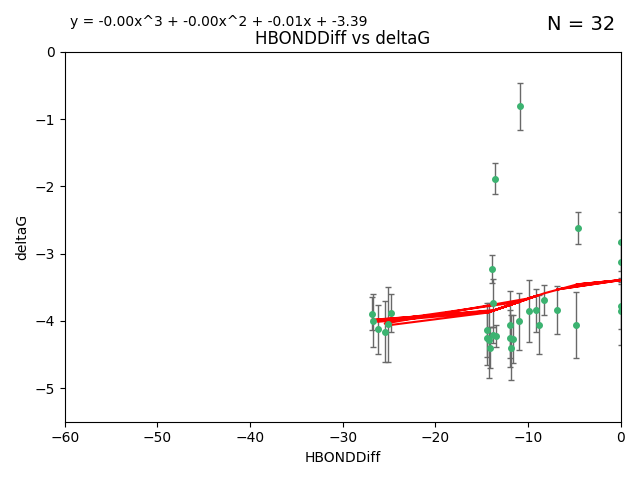 y = -0.00x^3 + -0.00x^2 + -0.01x + -3.39
N = 32
HBONDDiff vs deltaG
0
−1
−2
−3
−4
−5
deltaG
−60
−50
−40
−30
−20
−10
0
HBONDDiff